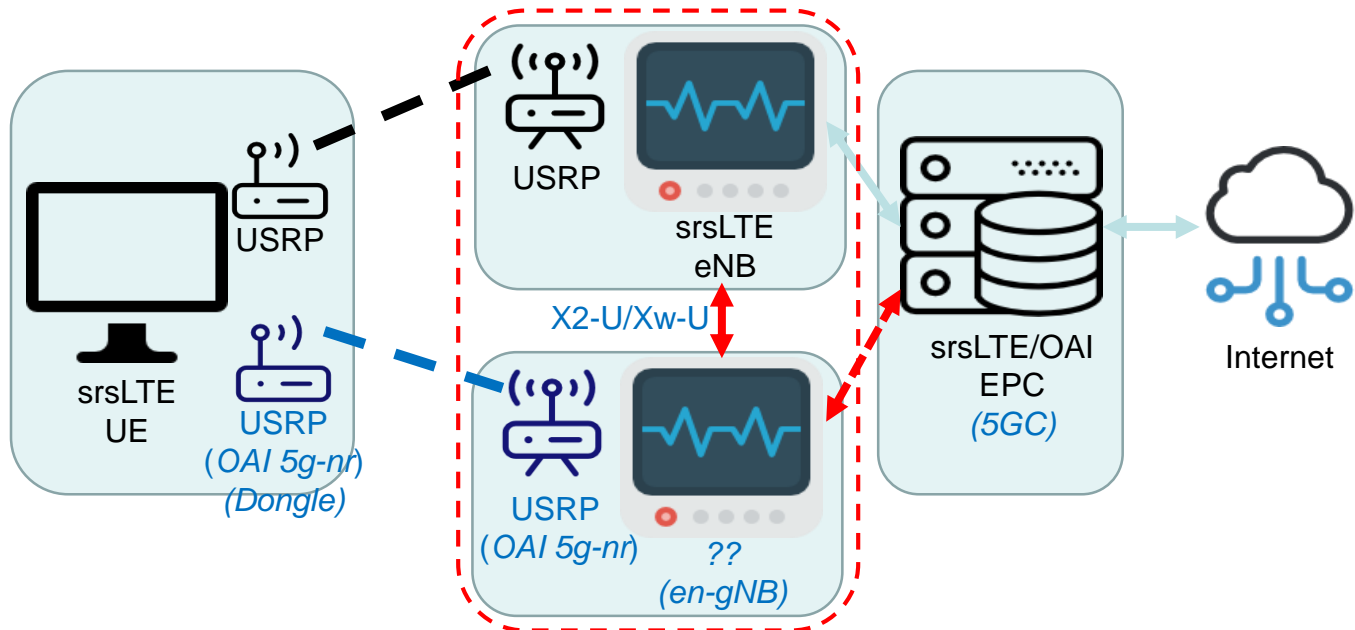 USRP
srsLTE
UE
USRP
(OAI 5g-nr)
(Dongle)
USRP
srsLTE
eNB
X2-U/Xw-U
USRP
(OAI 5g-nr)
??
(en-gNB)
srsLTE/OAI
EPC
(5GC)
Internet